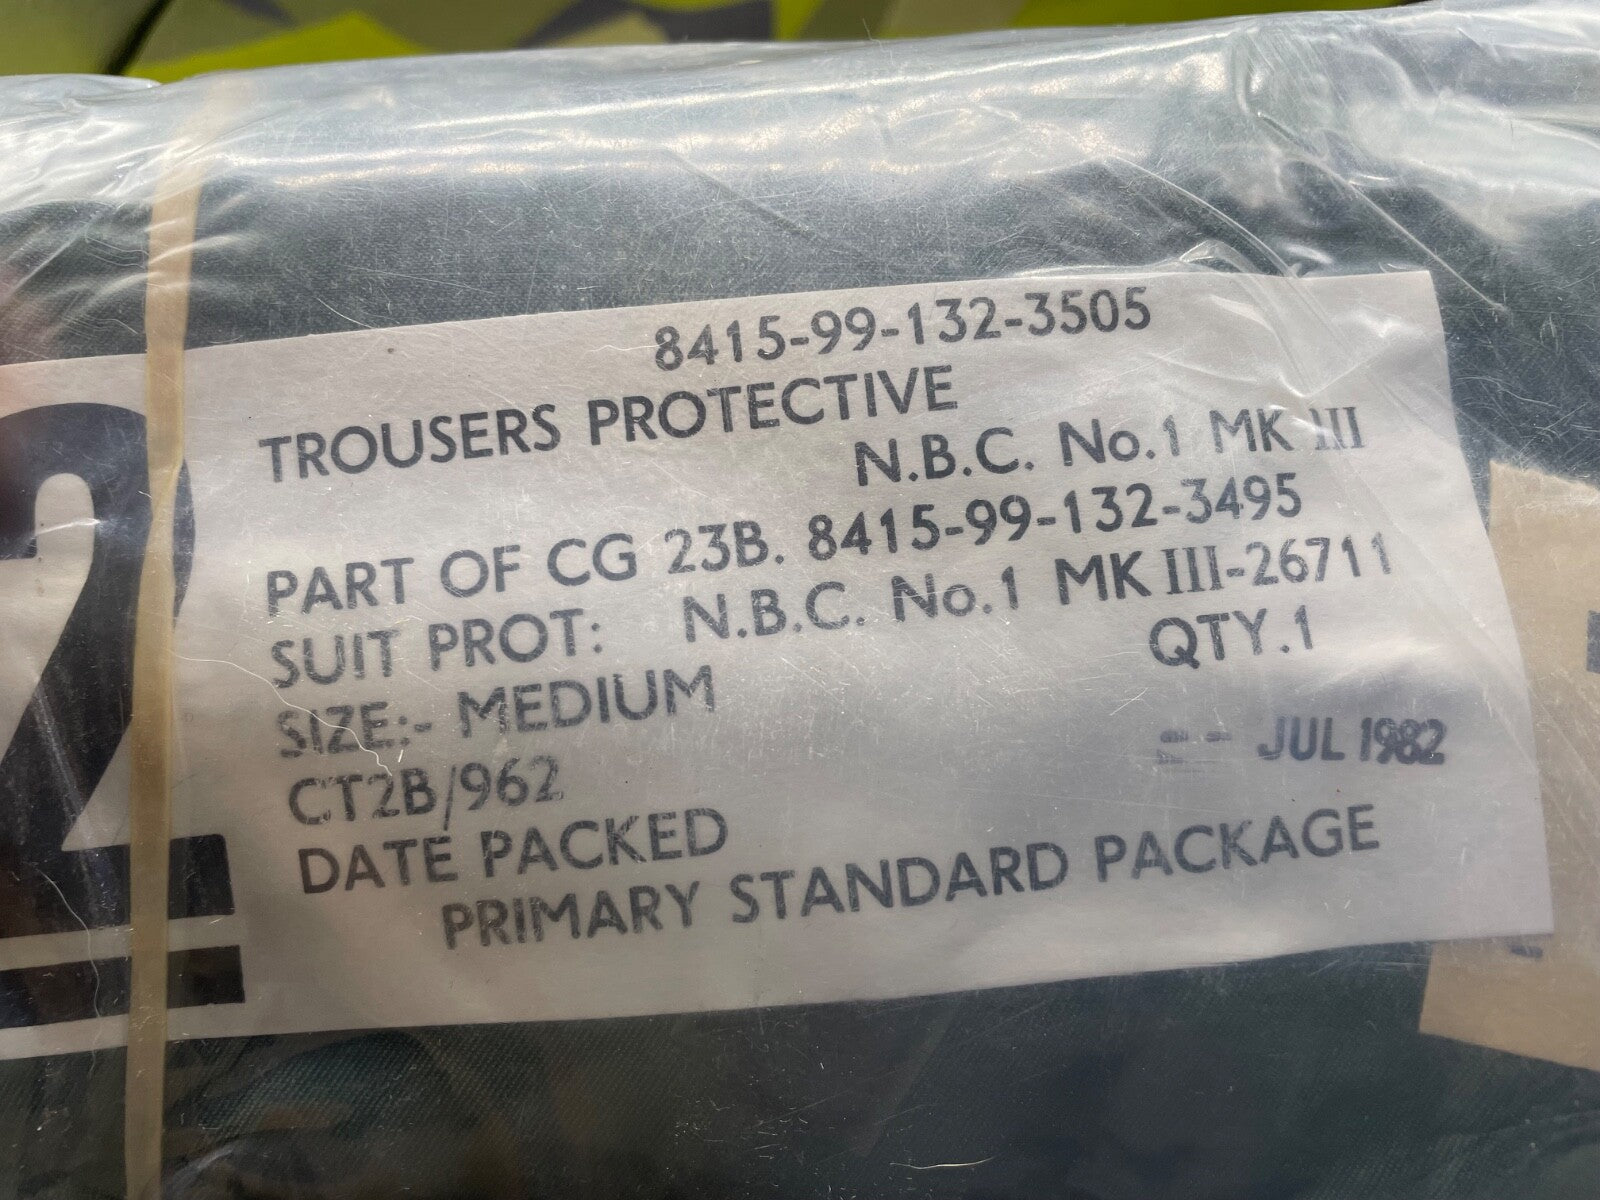 2
8415-99-132-3505
TROUSERS PROTECTIVE
N.B.C. No.1 MK III
PART OF CG 23B. 8415-99-132-3495
SUIT PROT: N.B.C. No.1 MK III-26711
QTY.1
SIZE:- MEDIUM
JUL 1982
CT2B/962
DATE PACKED
PRIMARY STANDARD PACKAGE